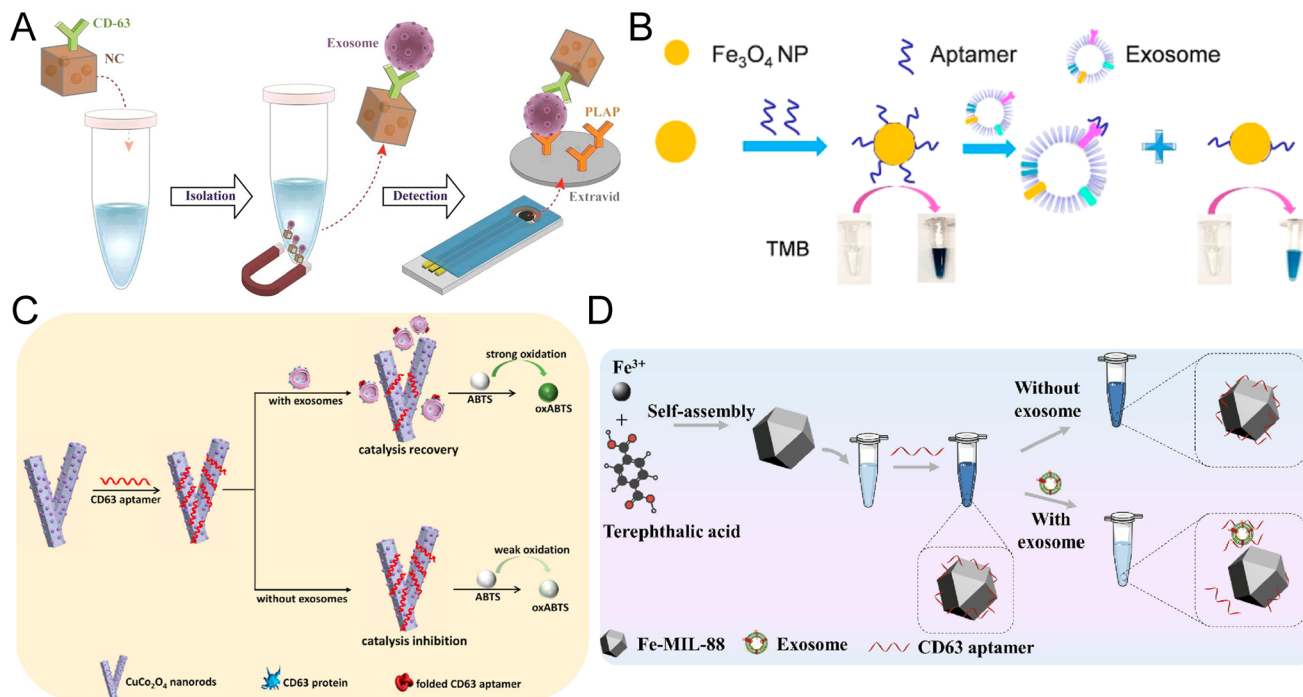 A
CD-63
NC
Exosome
PLAP
Isolation
Detection
Extravid
B
Fe₃O₄ NP
Aptamer
Exosome
TMB
C
with exosomes
strong oxidation
ABTS
oxABTS
catalysis recovery
CD63 aptamer
weak oxidation
without exosomes
ABTS
oxABTS
catalysis inhibition
CuCo₂O₄ nanorods
CD63 protein
folded CD63 aptamer
D
Fe³⁺
+
Self-assembly
Terephthalic acid
Without
exosome
With
exosome
Fe-MIL-88
Exosome
CD63 aptamer